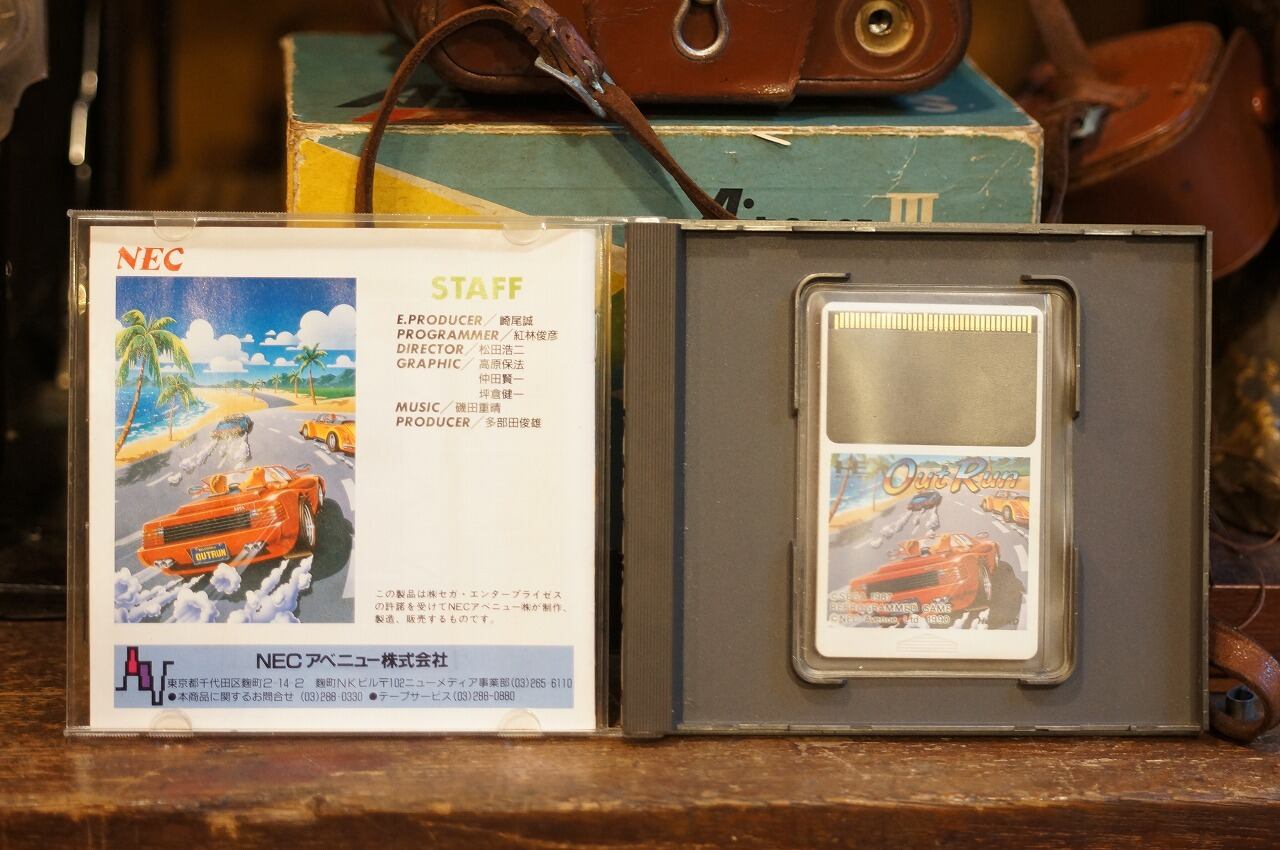 III
NEC
STAFF
E.PRODUCER／崎尾誠
PROGRAMMER／紅林俊彦
DIRECTOR／松田浩二
GRAPHIC／高原保法
仲田賢一
坪倉健一
MUSIC／磯田重晴
PRODUCER／多部田俊雄
OUTRUN
この製品は㈱セガ・エンタープライゼス
の許諾を受けてNECアベニュー㈱が制作、
製造、販売するものです。
NECアベニュー株式会社
東京都千代田区麹町2-14-2 麹町NKビル〒102ニューメディア事業部(03)265-6110
●本商品に関するお問合せ (03)288-0330 ●テープサービス(03)288-0880
HE
Out Run
©SEGA 1987
REPROGRAMMED GAME
©NEC Avenue, Ltd. 1990